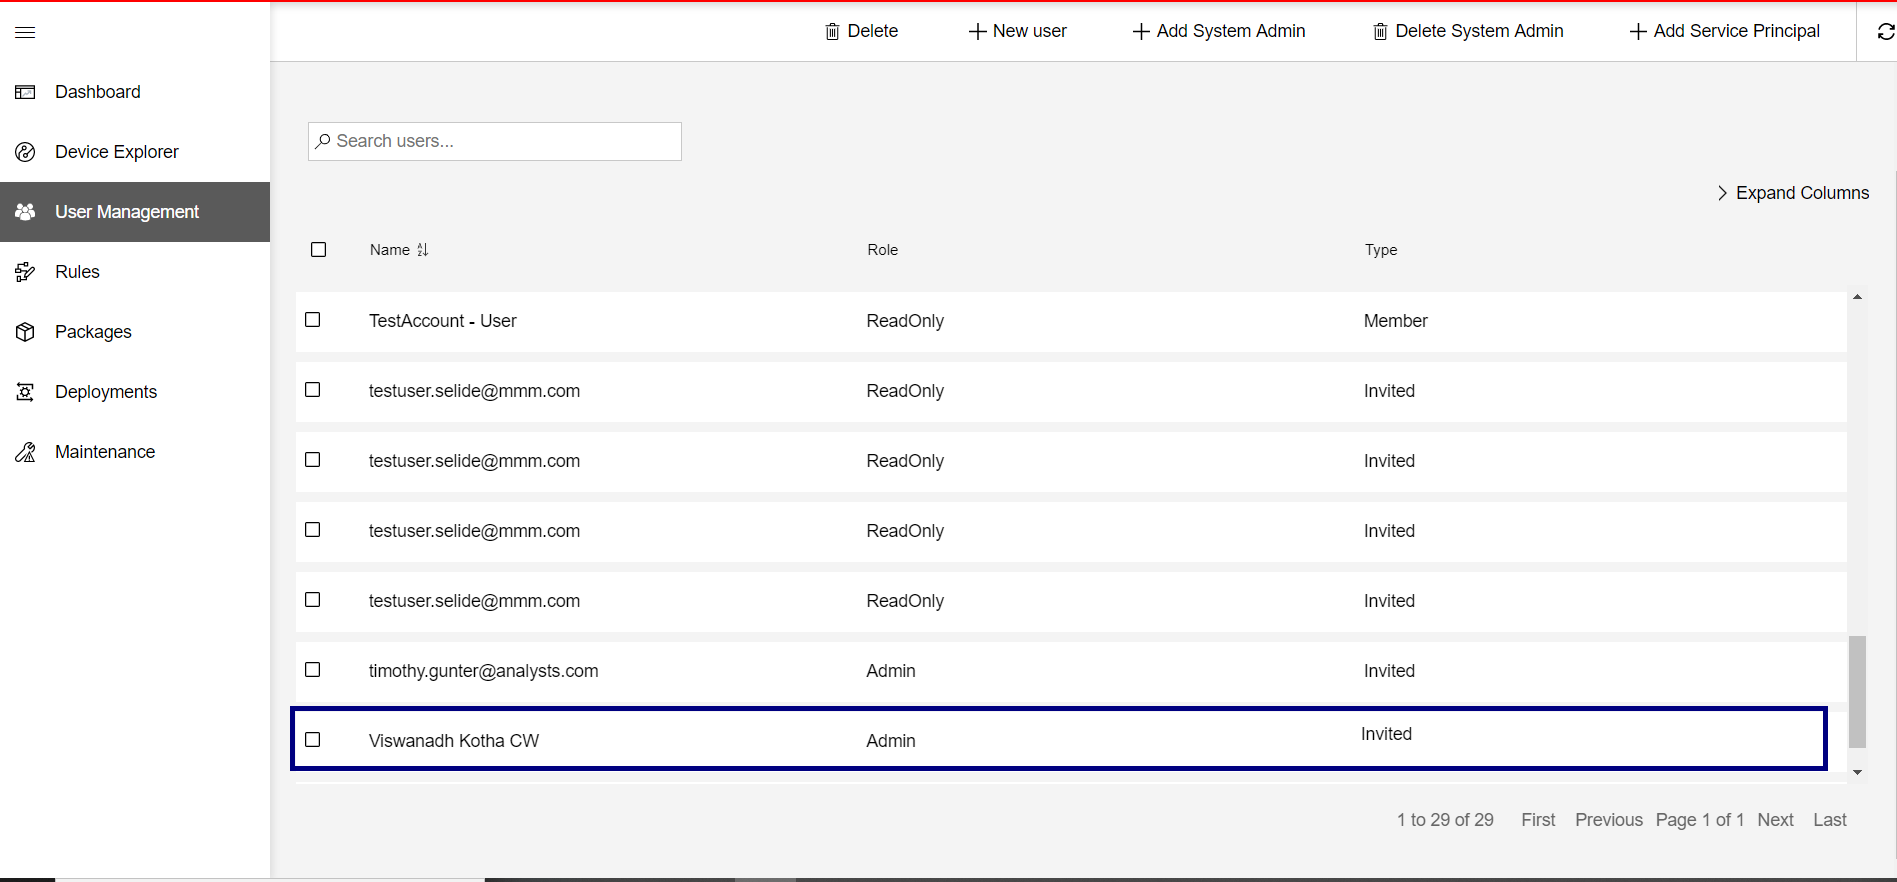 Delete
New user
Add System Admin
Delete System Admin
Add Service Principal
Dashboard
Device Explorer
User Management
Rules
Packages
Deployments
Maintenance
Search users...
Expand Columns
Name Role Type
TestAccount - User ReadOnly Member
testuser.selide@mmm.com ReadOnly Invited
testuser.selide@mmm.com ReadOnly Invited
testuser.selide@mmm.com ReadOnly Invited
testuser.selide@mmm.com ReadOnly Invited
timothy.gunter@analysts.com Admin Invited
Viswanadh Kotha CW Admin Invited
1 to 29 of 29 First Previous Page 1 of 1 Next Last